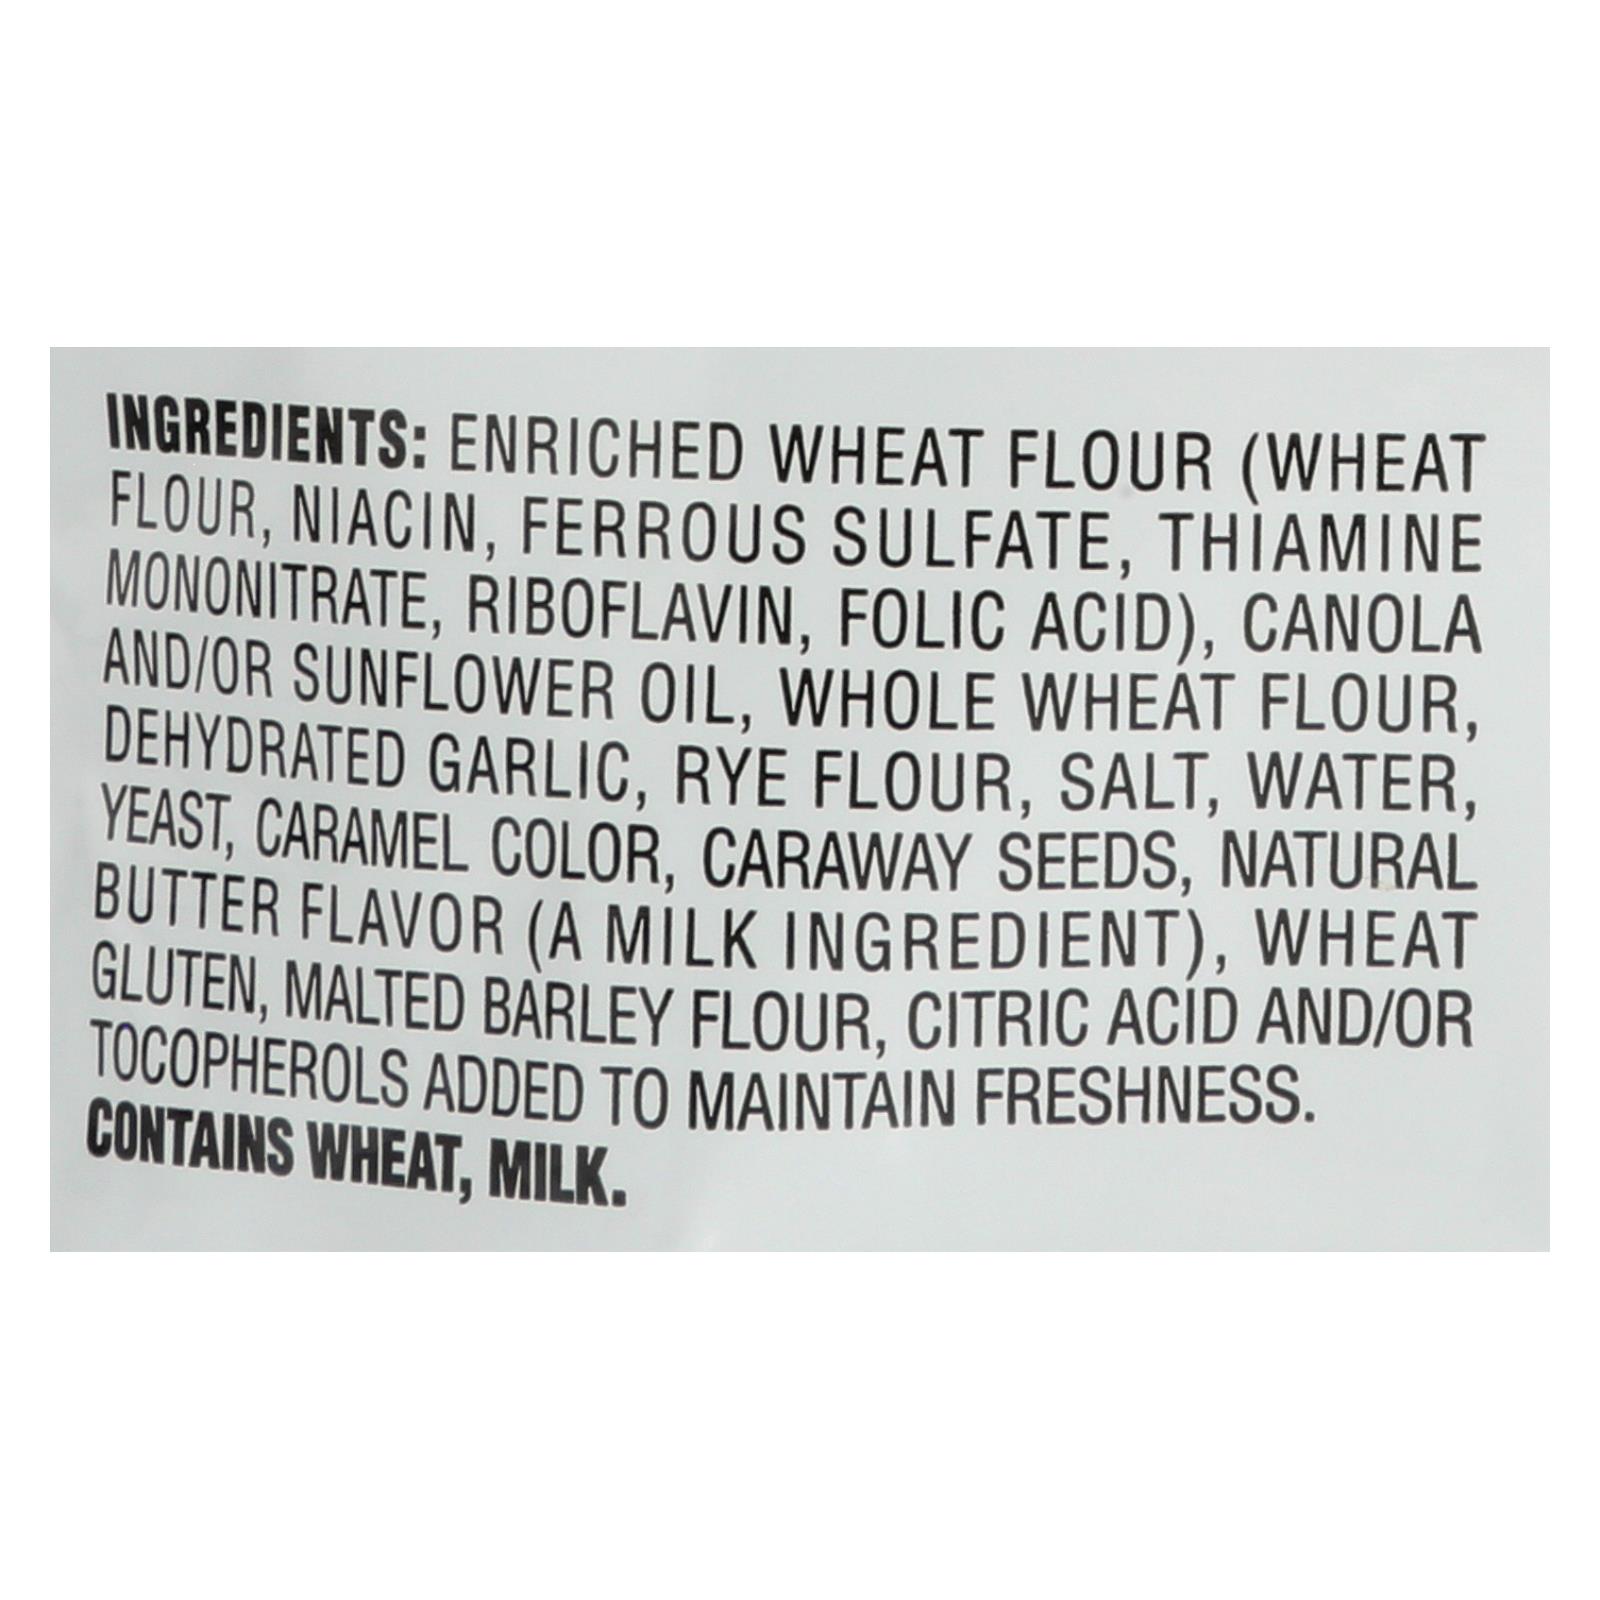 INGREDIENTS: ENRICHED WHEAT FLOUR (WHEAT
FLOUR, NIACIN, FERROUS SULFATE, THIAMINE
MONONITRATE, RIBOFLAVIN, FOLIC ACID), CANOLA
AND/OR SUNFLOWER OIL, WHOLE WHEAT FLOUR,
DEHYDRATED GARLIC, RYE FLOUR, SALT, WATER,
YEAST, CARAMEL COLOR, CARAWAY SEEDS, NATURAL
BUTTER FLAVOR (A MILK INGREDIENT), WHEAT
GLUTEN, MALTED BARLEY FLOUR, CITRIC ACID AND/OR
TOCOPHEROLS ADDED TO MAINTAIN FRESHNESS.
CONTAINS WHEAT, MILK.